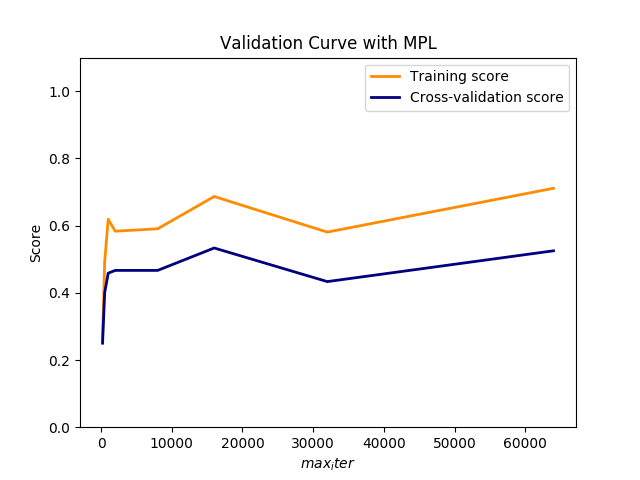 Validation Curve with MPL
Training score
Cross-validation score
1.0
0.8
0.6
0.4
0.2
0.0
Score
0 10000 20000 30000 40000 50000 60000
max_iter